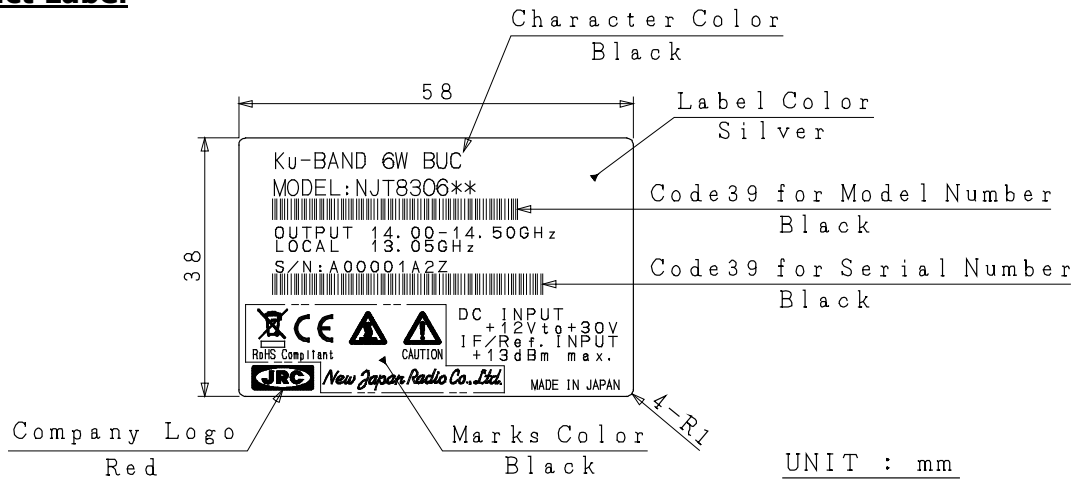 Character Color
Black
58
Label Color
Silver
38
Ku-BAND 6W BUC
MODEL:NJT8306**
Code39 for Model Number
Black
OUTPUT 14.00-14.50GHz
LOCAL 13.05GHz
S/N:A00001A2Z
Code39 for Serial Number
Black
DC INPUT
+12Vto+30V
IF/Ref. INPUT
+13dBm max.
CE
RoHS Compliant
CAUTION
JRC New Japan Radio Co.,Ltd.
MADE IN JAPAN
4-R1
Company Logo
Red
Marks Color
Black
UNIT : mm